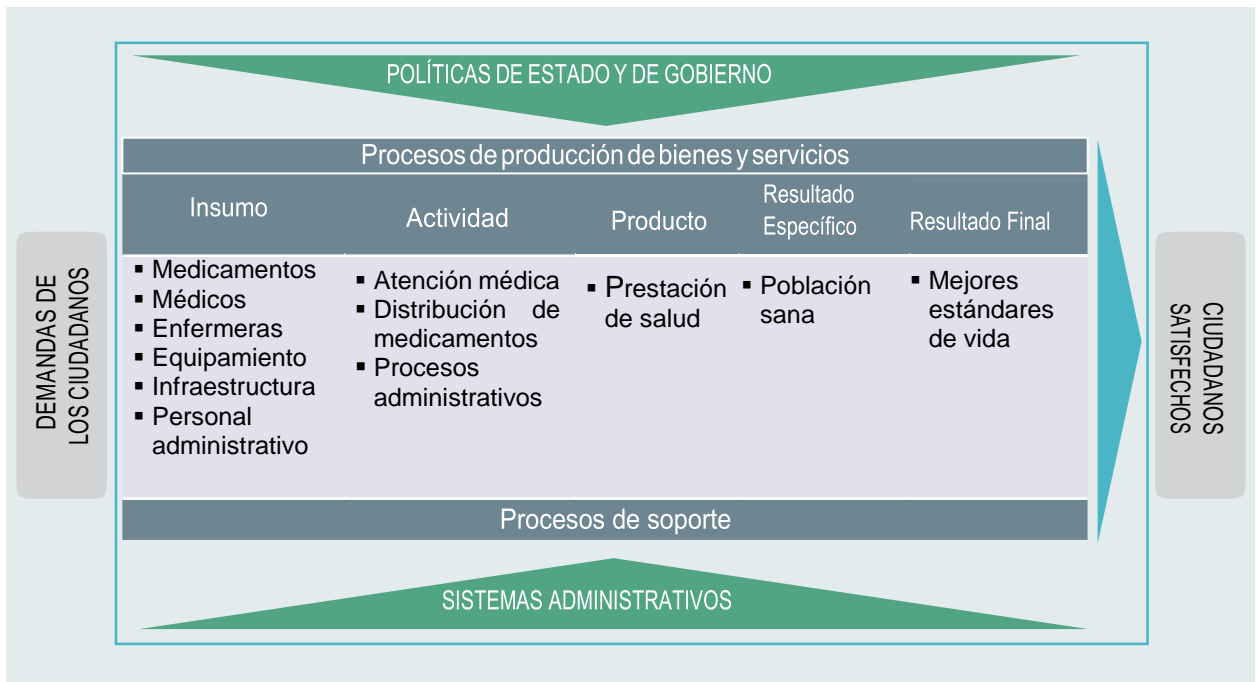 POLÍTICAS DE ESTADO Y DE GOBIERNO
DEMANDAS DE
LOS CIUDADANOS
Procesos de producción de bienes y servicios
Insumo
Actividad
Producto
Resultado
Específico
Resultado Final
▪ Medicamentos
▪ Médicos
▪ Enfermeras
▪ Equipamiento
▪ Infraestructura
▪ Personal
administrativo
▪ Atención médica
▪ Distribución de
medicamentos
▪ Procesos
administrativos
▪ Prestación
de salud
▪ Población
sana
▪ Mejores
estándares
de vida
Procesos de soporte
SISTEMAS ADMINISTRATIVOS
CIUDADANOS
SATISFECHOS